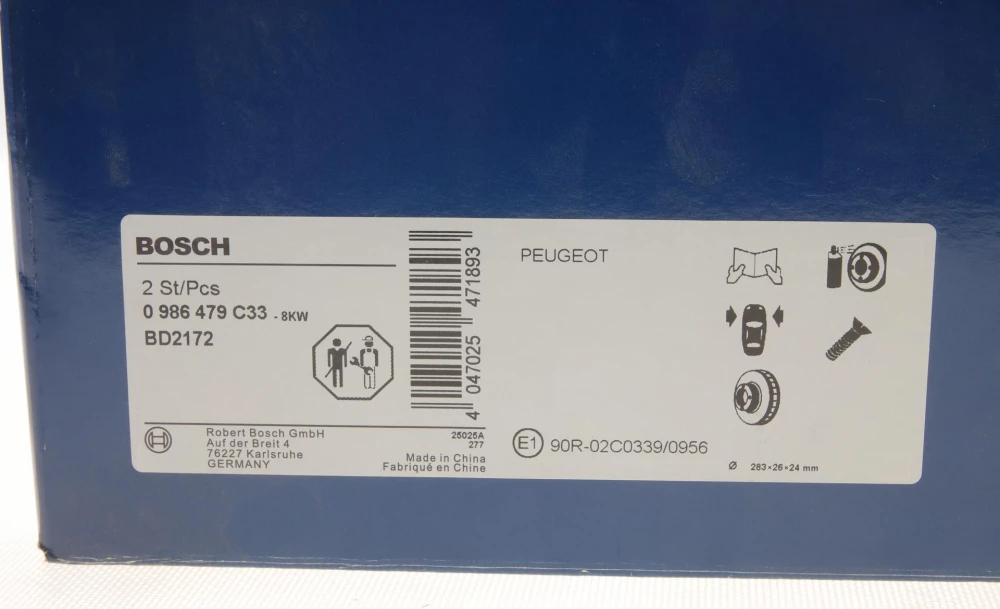 BOSCH
2 St/Pcs
0 986 479 C33 - 8KW
BD2172
4 047025 471893
PEUGEOT
Robert Bosch GmbH
Auf der Breit 4
76227 Karlsruhe
GERMANY
25025A
277
Made in China
Fabriqué en Chine
E1 90R-02C0339/0956
Ø 283×26×24 mm